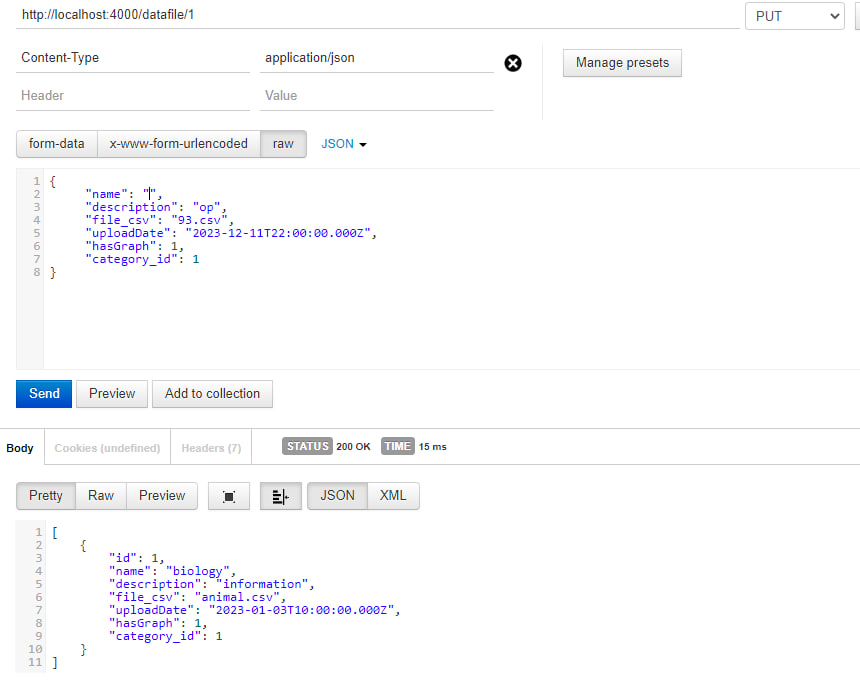 http://localhost:4000/datafile/1 PUT
Content-Type application/json Manage presets
Header Value
form-data x-www-form-urlencoded raw JSON
1 {
2 "name": "",
3 "description": "op",
4 "file_csv": "93.csv",
5 "uploadDate": "2023-12-11T22:00:00.000Z",
6 "hasGraph": 1,
7 "category_id": 1
8 }
Send Preview Add to collection
Body Cookies (undefined) Headers (7) STATUS 200 OK TIME 15 ms
Pretty Raw Preview JSON XML
1 [
2 {
3 "id": 1,
4 "name": "biology",
5 "description": "information",
6 "file_csv": "animal.csv",
7 "uploadDate": "2023-01-03T10:00:00.000Z",
8 "hasGraph": 1,
9 "category_id": 1
10 }
11 ]